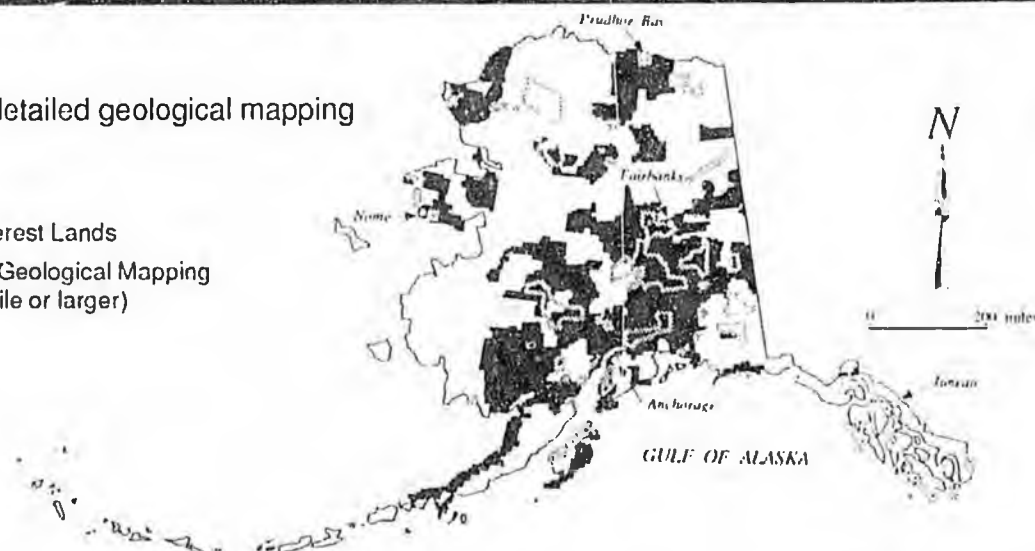 Prudhoe Bay
detailed geological mapping
N
Fairbanks
Nome
erest Lands
Geological Mapping
ile or larger)
0 200 miles
Juneau
Anchorage
GULF OF ALASKA